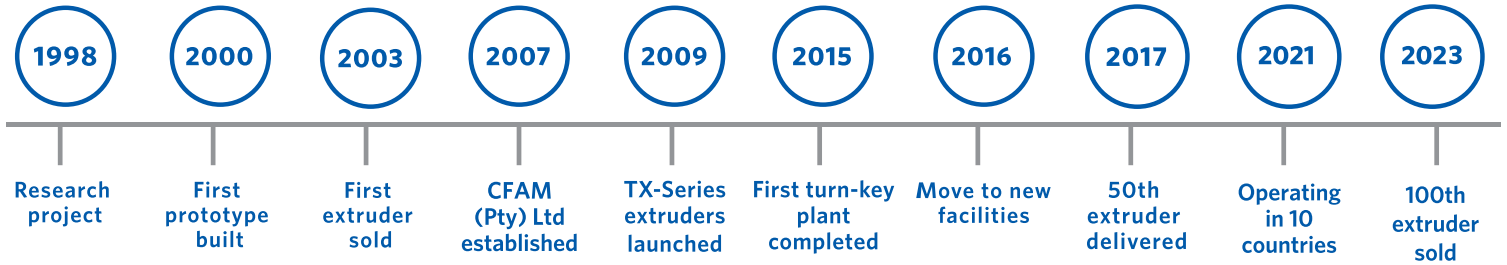 1998
Research
project
2000
First
prototype
built
2003
First
extruder
sold
2007
CFAM
(Pty) Ltd
established
2009
TX-Series
extruders
launched
2015
First turn-key
plant
completed
2016
Move to new
facilities
2017
50th
extruder
delivered
2021
Operating
in 10
countries
2023
100th
extruder
sold